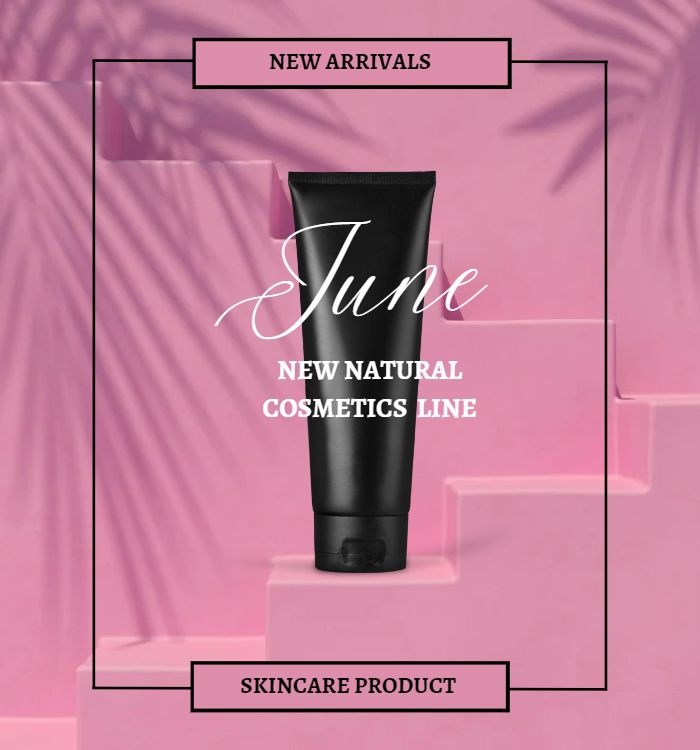 NEW ARRIVALS
June
NEW NATURAL
COSMETICS LINE
SKINCARE PRODUCT